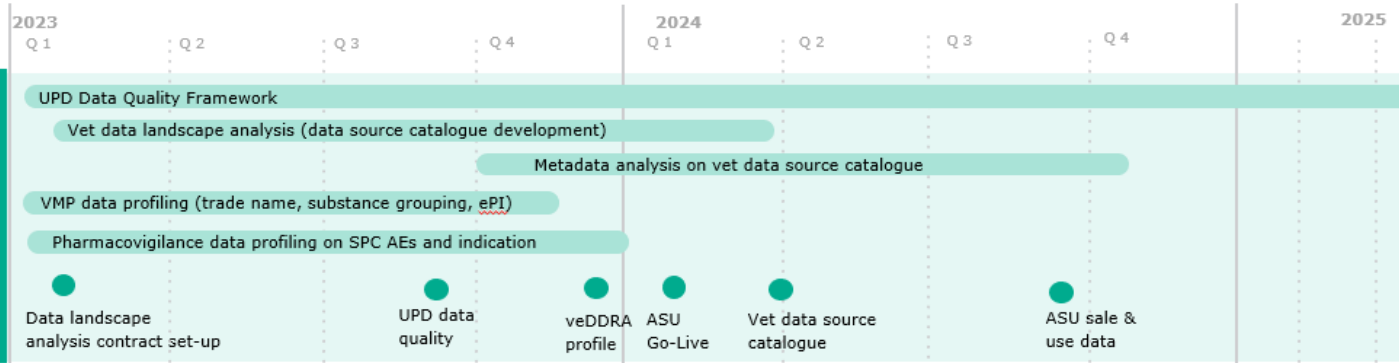 2023
2024
2025
Q 1
Q 2
Q 3
Q 4
Q 1
Q 2
Q 3
Q 4
UPD Data Quality Framework
Vet data landscape analysis (data source catalogue development)
Metadata analysis on vet data source catalogue
VMP data profiling (trade name, substance grouping, ePI)
Pharmacovigilance data profiling on SPC AEs and indication
Data landscape
analysis contract set-up
UPD data
quality
veDDRA
profile
ASU
Go-Live
Vet data source
catalogue
ASU sale &
use data